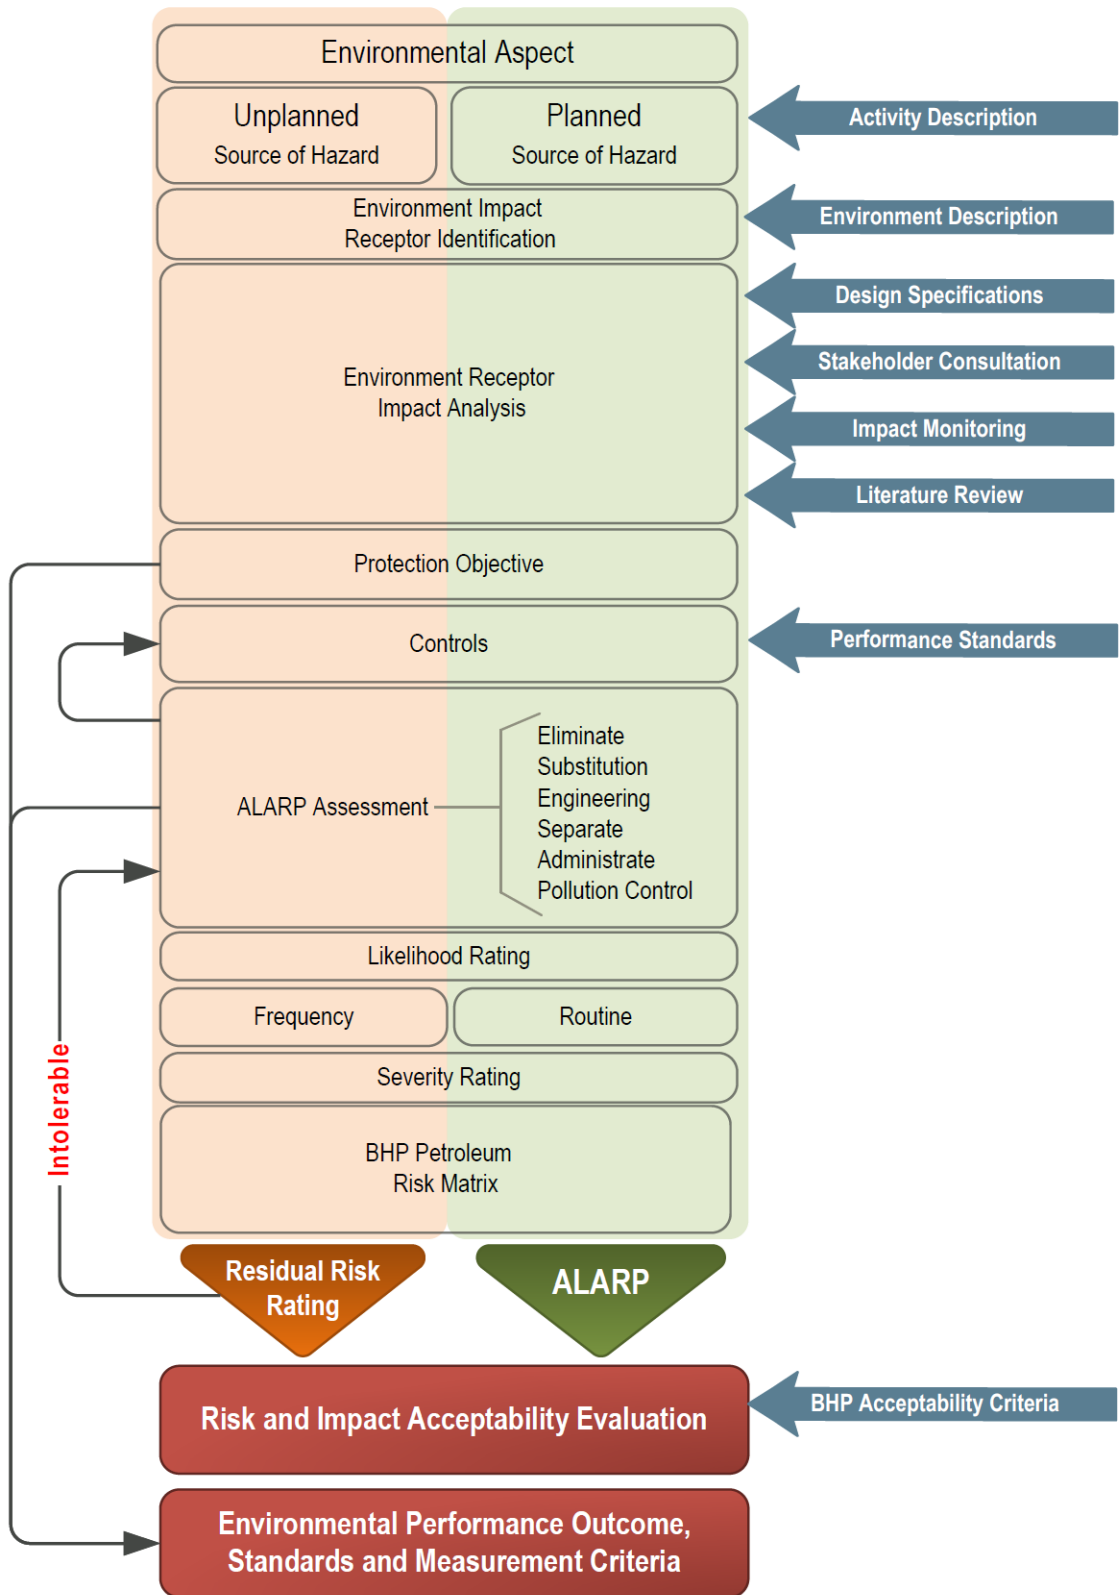 Environmental Aspect
Unplanned
Source of Hazard
Planned
Source of Hazard
Activity Description
Environment Impact
Receptor Identification
Environment Description
Design Specifications
Stakeholder Consultation
Environment Receptor
Impact Analysis
Impact Monitoring
Literature Review
Protection Objective
Controls
Performance Standards
ALARP Assessment
Eliminate
Substitution
Engineering
Separate
Administrate
Pollution Control
Likelihood Rating
Frequency
Routine
Severity Rating
Intolerable
BHP Petroleum
Risk Matrix
Residual Risk
Rating
ALARP
Risk and Impact Acceptability Evaluation
BHP Acceptability Criteria
Environmental Performance Outcome,
Standards and Measurement Criteria